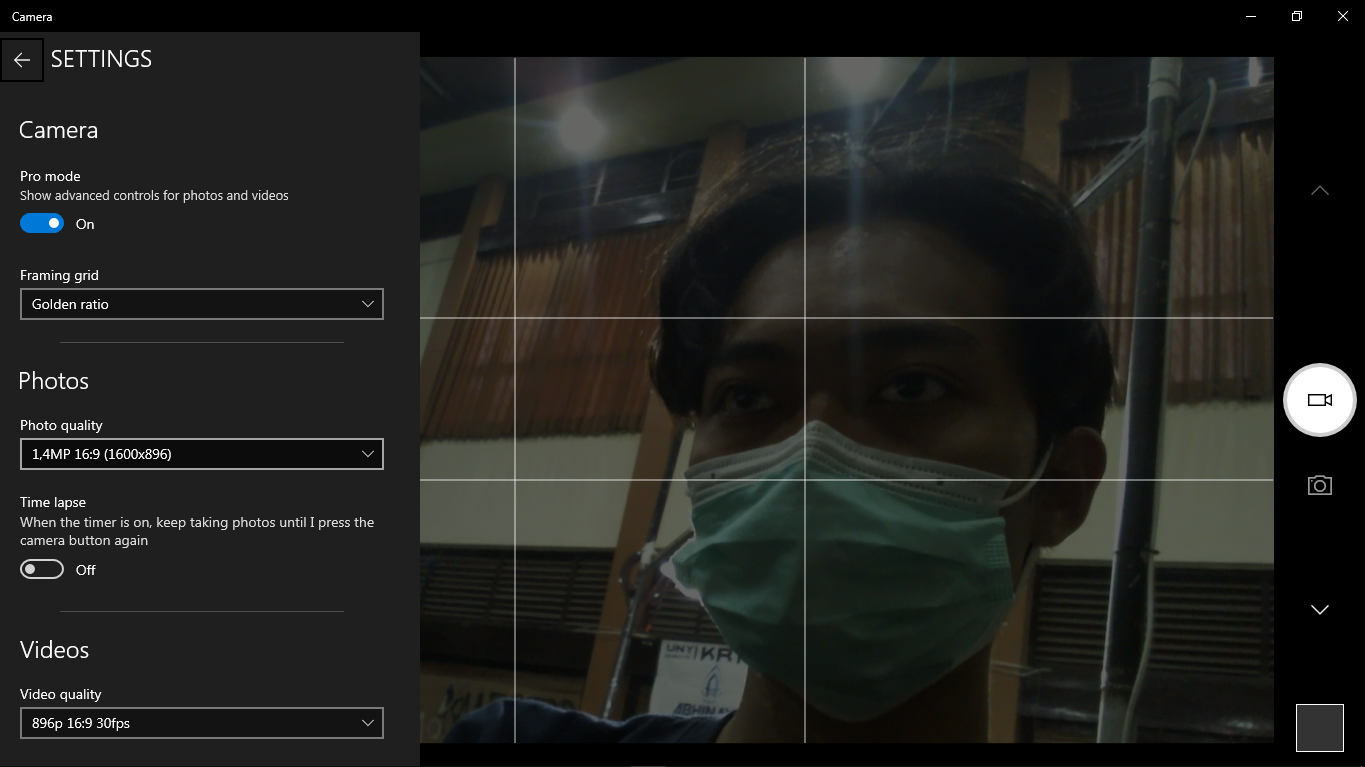 Camera
SETTINGS
Camera
Pro mode
Show advanced controls for photos and videos
On
Framing grid
Golden ratio
Photos
Photo quality
1,4MP 16:9 (1600x896)
Time lapse
When the timer is on, keep taking photos until I press the
camera button again
Off
Videos
Video quality
896p 16:9 30fps